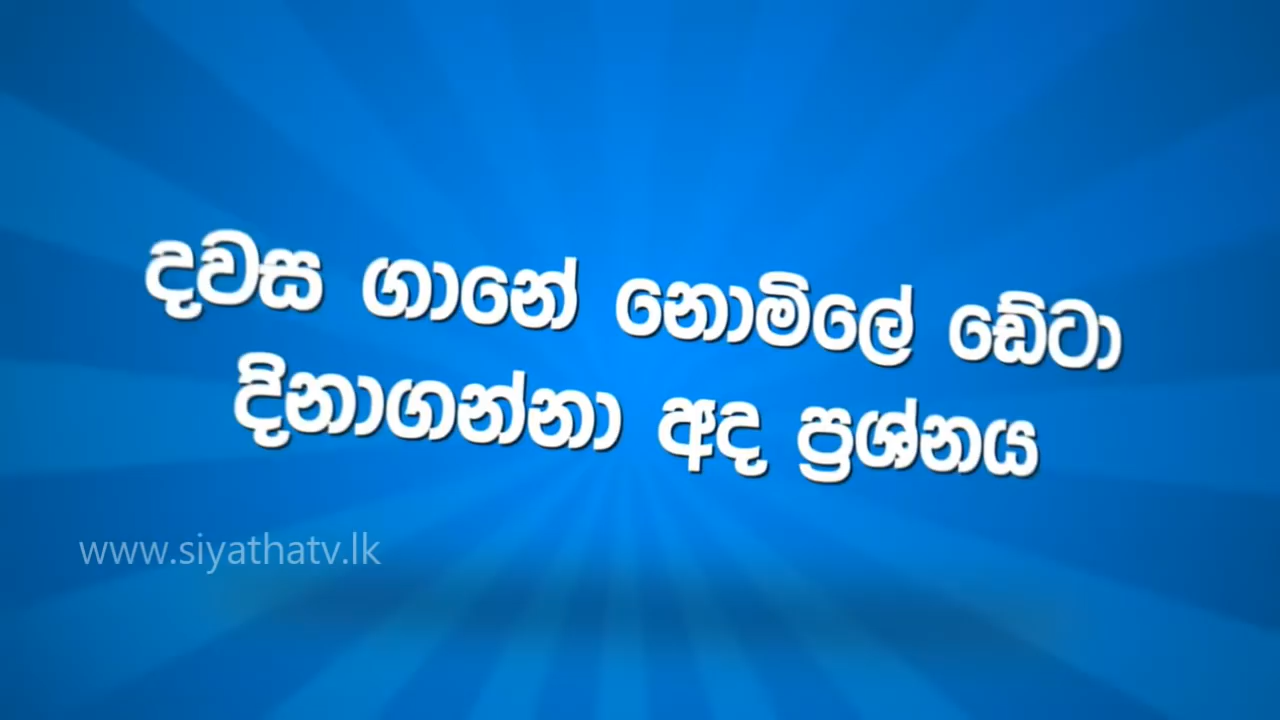 දවස ගානේ නොමිලේ ඩේටා
දිනාගන්නා අද ප්‍රශ්නය
www.siyathatv.lk